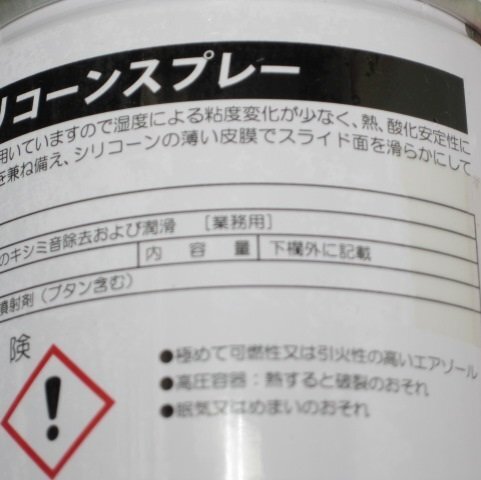 リコーンスプレー
用いていますので湿度による粘度変化が少なく、熱、酸化安定性に
を兼ね備え、シリコーンの薄い皮膜でスライド面を滑らかにして
のキシミ音除去および潤滑 [業務用]
内 容 量 下欄外に記載
噴射剤(ブタン含む)
険
●極めて可燃性又は引火性の高いエアゾール
●高圧容器:熱すると破裂のおそれ
●眠気又はめまいのおそれ